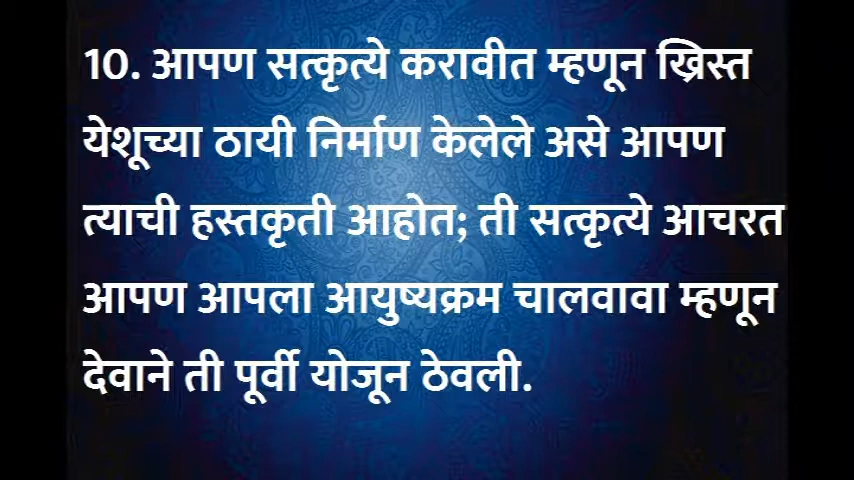 10. आपण सत्कृत्ये करावीत म्हणून ख्रिस्त
येशूच्या ठायी निर्माण केलेले असे आपण
त्याची हस्तकृती आहोत; ती सत्कृत्ये आचरत
आपण आपला आयुष्यक्रम चालवावा म्हणून
देवाने ती पूर्वी योजून ठेवली.